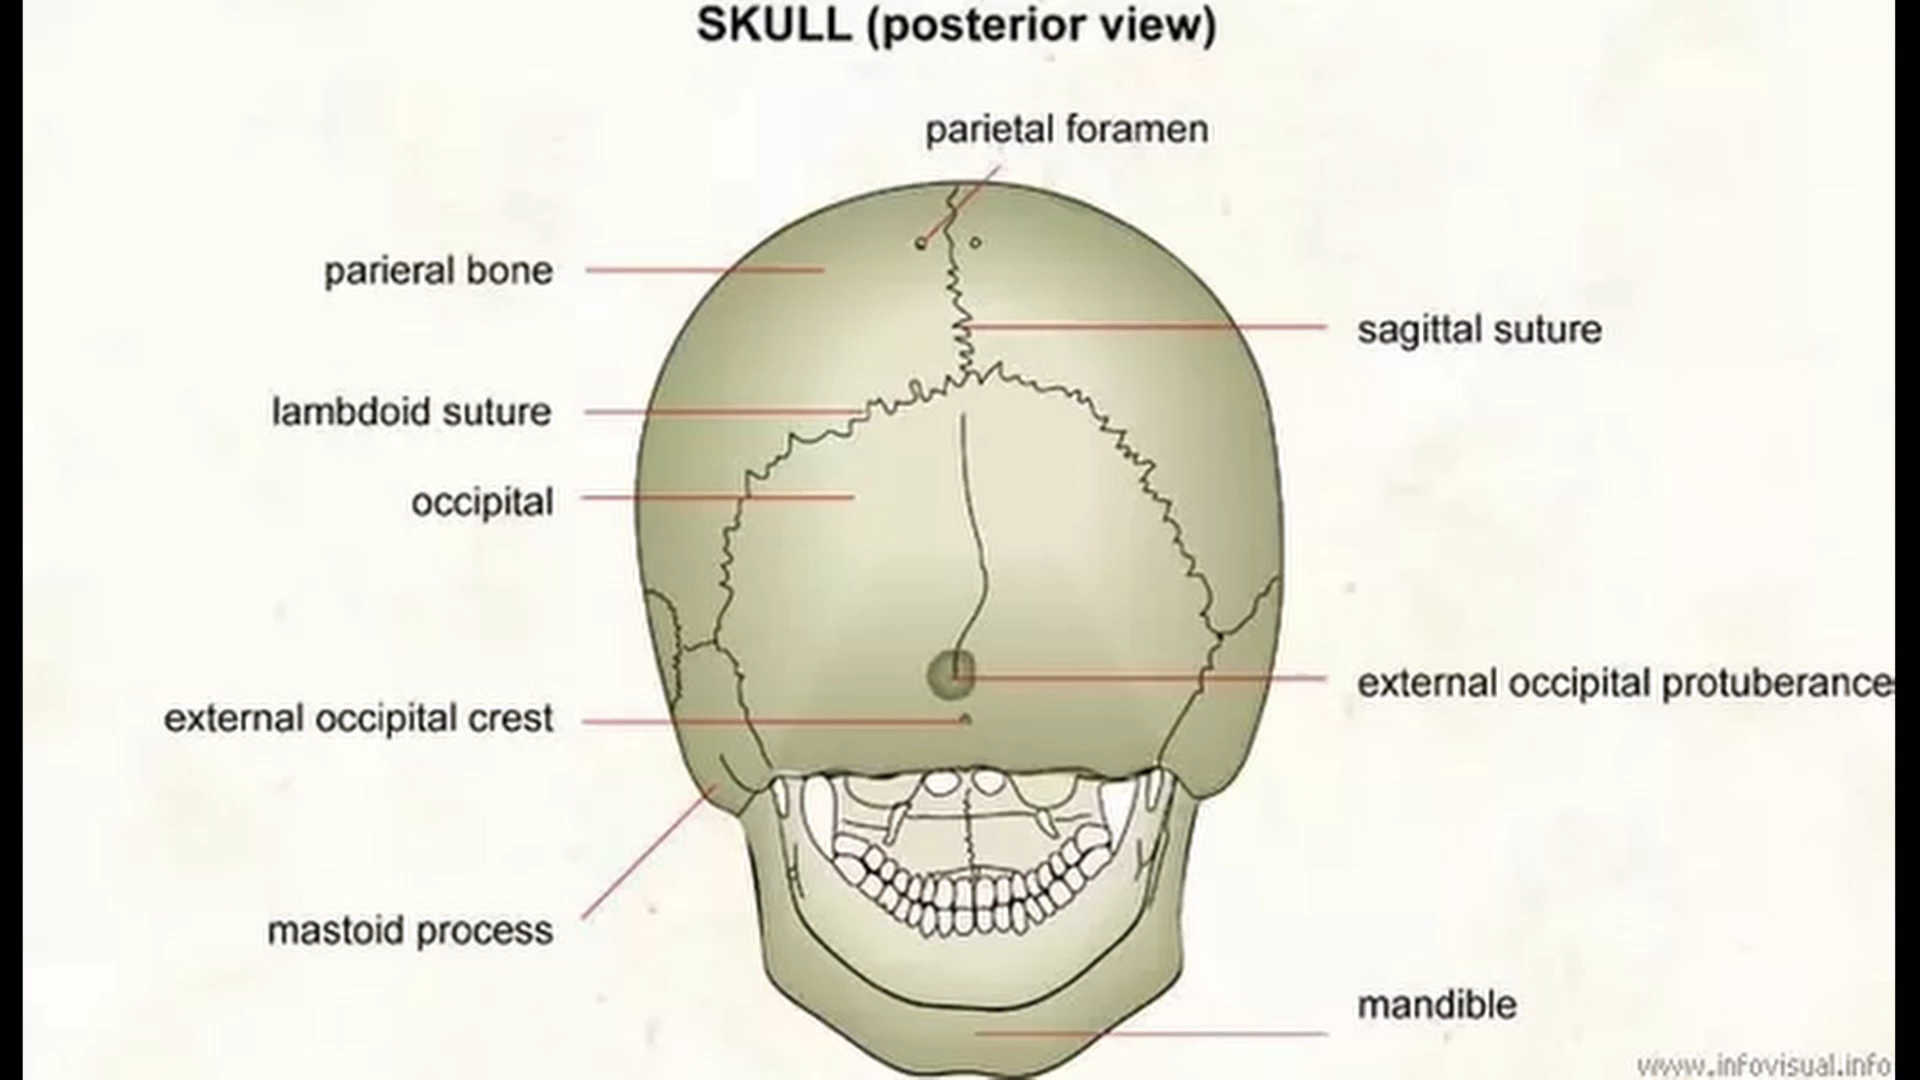 SKULL (posterior view)
parietal foramen
parieral bone
sagittal suture
lambdoid suture
occipital
external occipital protuberance
external occipital crest
mastoid process
mandible
www.infovisual.info